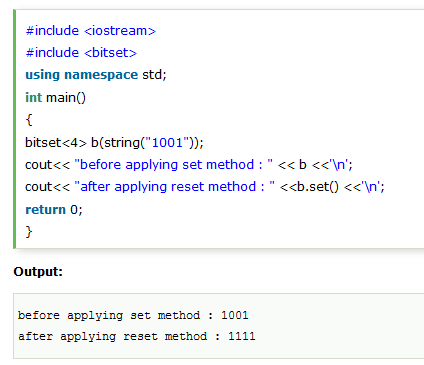 #include <iostream>
#include <bitset>
using namespace std;
int main()
{
bitset<4> b(string("1001"));
cout<< "before applying set method : " << b <<'\n';
cout<< "after applying reset method : " <<b.set() <<'\n';
return 0;
}
Output:
before applying set method : 1001
after applying reset method : 1111